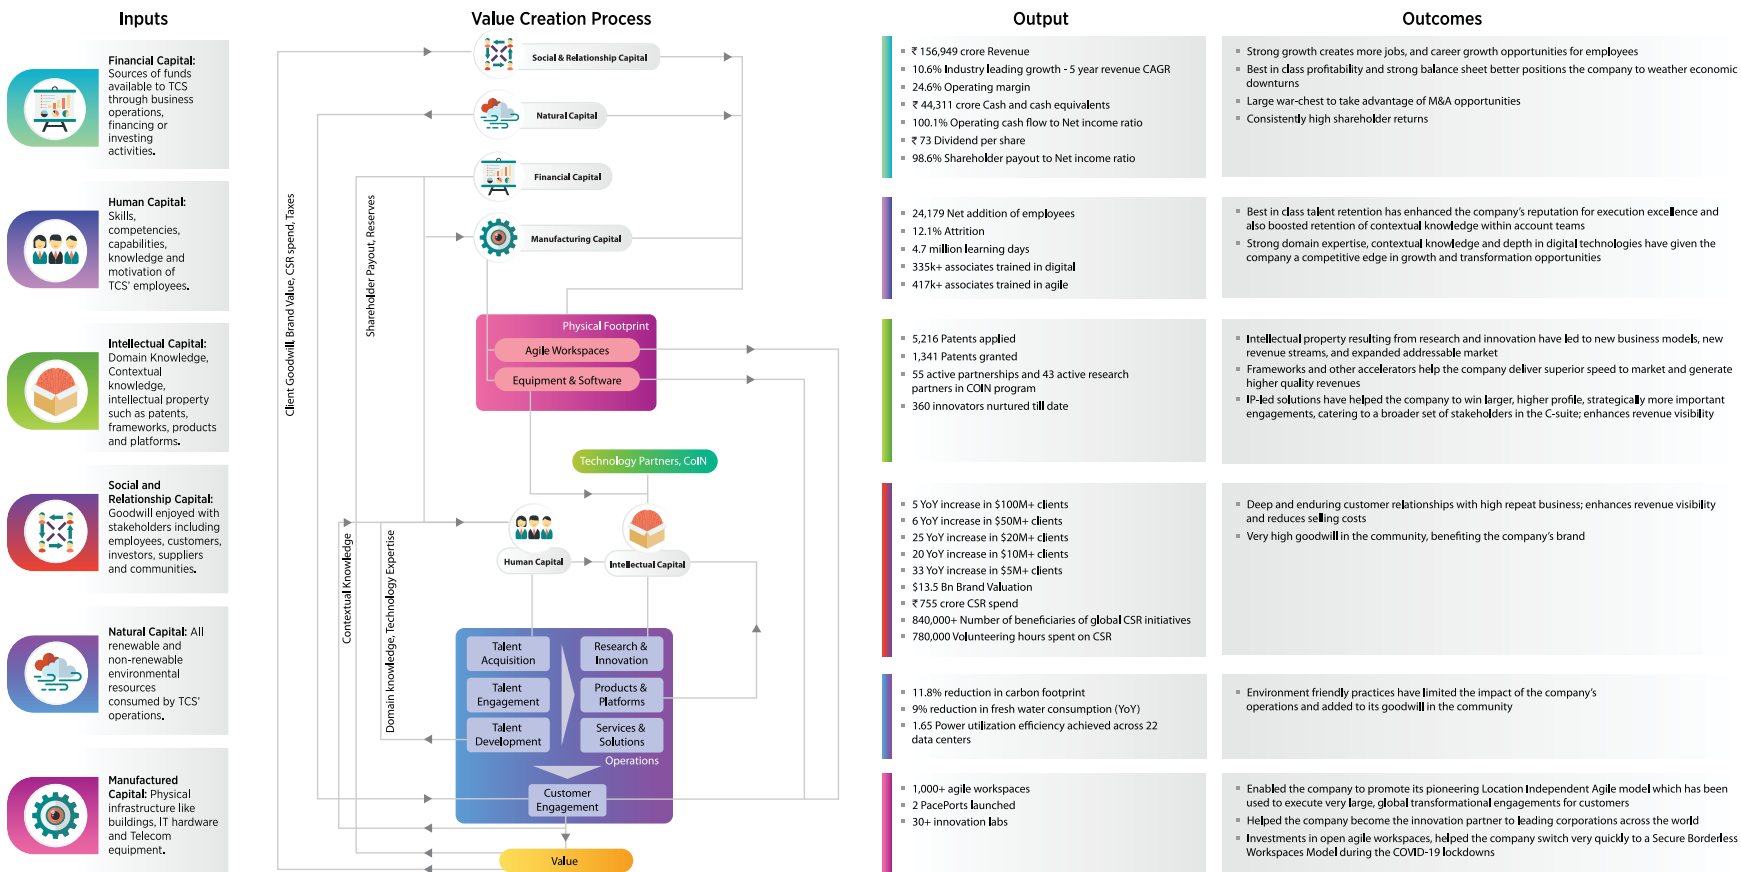 Inputs
Financial Capital:
Sources of funds
available to TCS
through business
operations,
financing or
investing
activities.
Human Capital:
Skills,
competencies,
capabilities,
knowledge and
motivation of
TCS' employees.
Intellectual Capital:
Domain Knowledge,
Contextual
knowledge,
intellectual property
such as patents,
frameworks, products
and platforms.
Social and
Relationship Capital:
Goodwill enjoyed with
stakeholders including
employees, customers,
investors, suppliers
and communities.
Natural Capital: All
renewable and
non-renewable
environmental
resources
consumed by TCS'
operations.
Manufactured
Capital: Physical
infrastructure like
buildings, IT hardware
and Telecom
equipment.
Value Creation Process
Social & Relationship Capital
Natural Capital
Financial Capital
Manufacturing Capital
Client Goodwill, Brand Value, CSR spend, Taxes
Shareholder Payout, Reserves
Physical Footprint
Agile Workspaces
Equipment & Software
Technology Partners, CoIN
Contextual Knowledge
Domain knowledge, Technology Expertise
Human Capital
Intellectual Capital
Talent
Acquisition
Research &
Innovation
Talent
Engagement
Products &
Platforms
Talent
Development
Services &
Solutions
Operations
Customer
Engagement
Value
Output
₹ 156,949 crore Revenue
10.6% Industry leading growth - 5 year revenue CAGR
24.6% Operating margin
₹ 44,311 crore Cash and cash equivalents
100.1% Operating cash flow to Net income ratio
₹ 73 Dividend per share
98.6% Shareholder payout to Net income ratio
24,179 Net addition of employees
12.1% Attrition
4.7 million learning days
335k+ associates trained in digital
417k+ associates trained in agile
5,216 Patents applied
1,341 Patents granted
55 active partnerships and 43 active research
partners in COIN program
360 innovators nurtured till date
5 YoY increase in $100M+ clients
6 YoY increase in $50M+ clients
25 YoY increase in $20M+ clients
20 YoY increase in $10M+ clients
33 YoY increase in $5M+ clients
$13.5 Bn Brand Valuation
₹ 755 crore CSR spend
840,000+ Number of beneficiaries of global CSR initiatives
780,000 Volunteering hours spent on CSR
11.8% reduction in carbon footprint
9% reduction in fresh water consumption (YoY)
1.65 Power utilization efficiency achieved across 22
data centers
1,000+ agile workspaces
2 PacePorts launched
30+ innovation labs
Outcomes
Strong growth creates more jobs, and career growth opportunities for employees
Best in class profitability and strong balance sheet better positions the company to weather economic
downturns
Large war-chest to take advantage of M&A opportunities
Consistently high shareholder returns
Best in class talent retention has enhanced the company's reputation for execution excellence and
also boosted retention of contextual knowledge within account teams
Strong domain expertise, contextual knowledge and depth in digital technologies have given the
company a competitive edge in growth and transformation opportunities
Intellectual property resulting from research and innovation have led to new business models, new
revenue streams, and expanded addressable market
Frameworks and other accelerators help the company deliver superior speed to market and generate
higher quality revenues
IP-led solutions have helped the company to win larger, higher profile, strategically more important
engagements, catering to a broader set of stakeholders in the C-suite; enhances revenue visibility
Deep and enduring customer relationships with high repeat business; enhances revenue visibility
and reduces selling costs
Very high goodwill in the community, benefiting the company's brand
Environment friendly practices have limited the impact of the company's
operations and added to its goodwill in the community
Enabled the company to promote its pioneering Location Independent Agile model which has been
used to execute very large, global transformational engagements for customers
Helped the company become the innovation partner to leading corporations across the world
Investments in open agile workspaces, helped the company switch very quickly to a Secure Borderless
Workspaces Model during the COVID-19 lockdowns